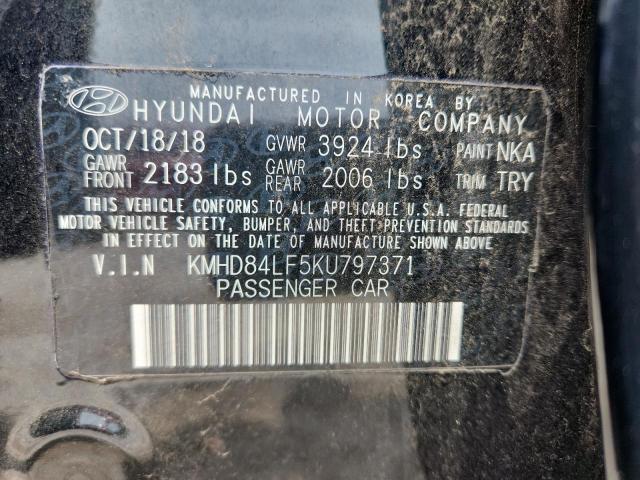 MANUFACTURED IN KOREA BY
HYUNDAI MOTOR COMPANY
OCT/18/18 GVWR 3924 lbs PAINT NKA
GAWR FRONT 2183 lbs GAWR REAR 2006 lbs TRIM TRY
THIS VEHICLE CONFORMS TO ALL APPLICABLE U.S.A. FEDERAL
MOTOR VEHICLE SAFETY, BUMPER, AND THEFT PREVENTION STANDARDS
IN EFFECT ON THE DATE OF MANUFACTURE SHOWN ABOVE.
V.I.N KMHD84LF5KU797371
PASSENGER CAR